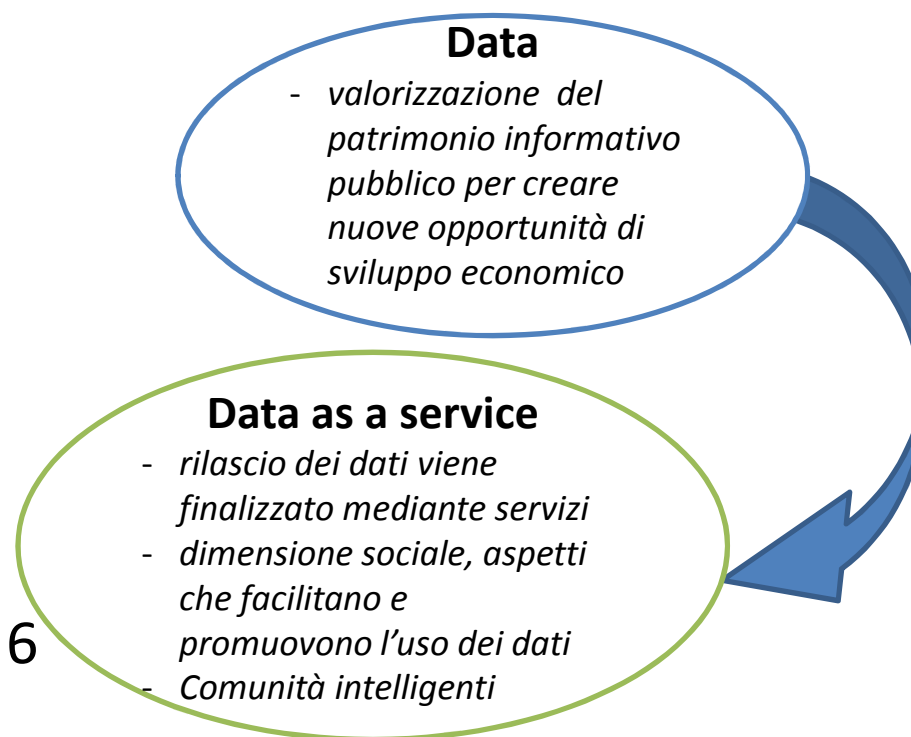 Data
- valorizzazione del
patrimonio informativo
pubblico per creare
nuove opportunità di
sviluppo economico
Data as a service
- rilascio dei dati viene
finalizzato mediante servizi
- dimensione sociale, aspetti
che facilitano e
promuovono l'uso dei dati
- Comunità intelligenti
6